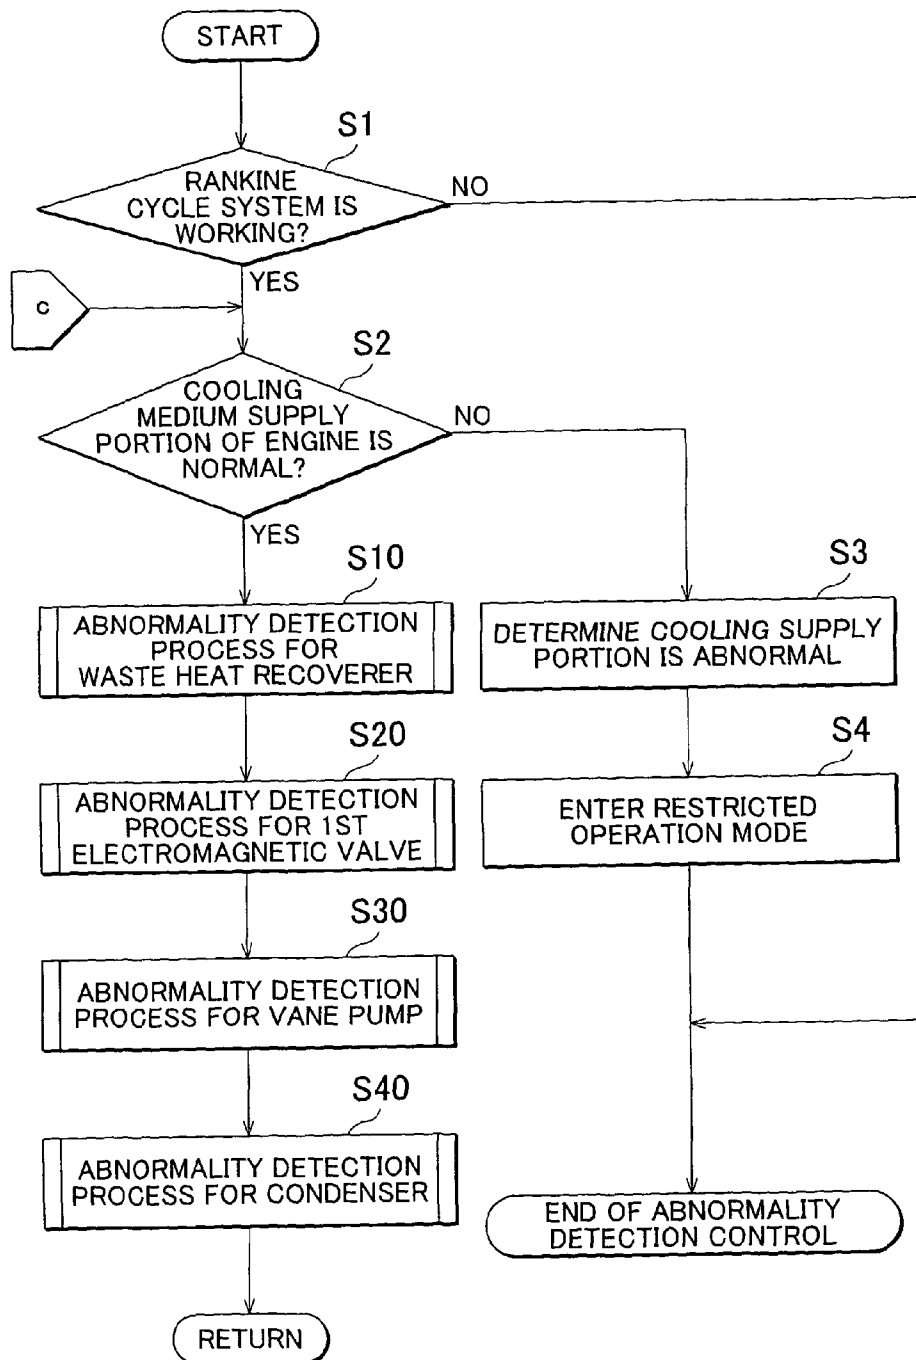 START
S1
RANKINE
CYCLE SYSTEM IS
WORKING?
NO
YES
c
S2
COOLING
MEDIUM SUPPLY
PORTION OF ENGINE IS
NORMAL?
NO
YES
S10
ABNORMALITY DETECTION
PROCESS FOR
WASTE HEAT RECOVERER
S3
DETERMINE COOLING SUPPLY
PORTION IS ABNORMAL
S20
ABNORMALITY DETECTION
PROCESS FOR 1ST
ELECTROMAGNETIC VALVE
S4
ENTER RESTRICTED
OPERATION MODE
S30
ABNORMALITY DETECTION
PROCESS FOR VANE PUMP
S40
ABNORMALITY DETECTION
PROCESS FOR CONDENSER
END OF ABNORMALITY
DETECTION CONTROL
RETURN